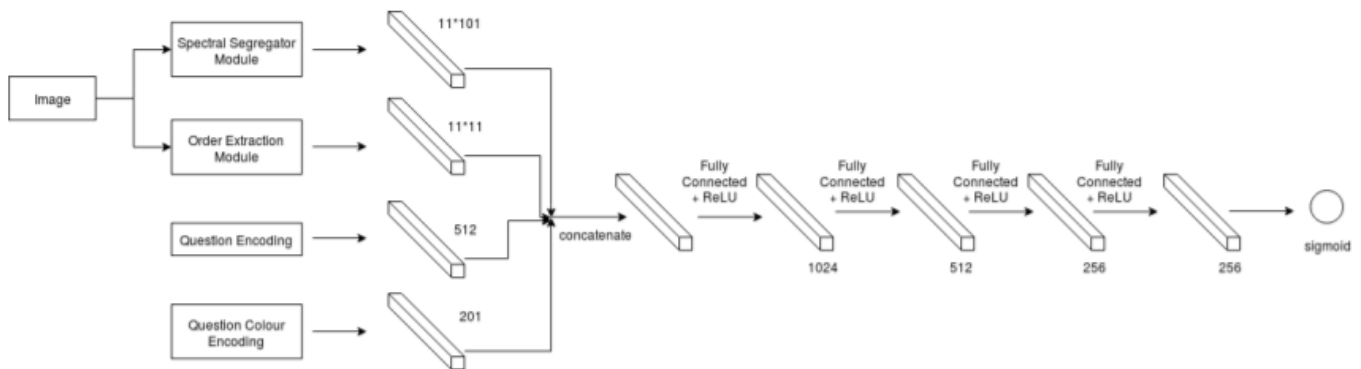 Image
Spectral Segregator
Module
11*101
Order Extraction
Module
11*11
Question Encoding
512
Question Colour
Encoding
201
concatenate
Fully
Connected
+ ReLU
1024
Fully
Connected
+ ReLU
512
Fully
Connected
+ ReLU
256
Fully
Connected
+ ReLU
256
sigmoid